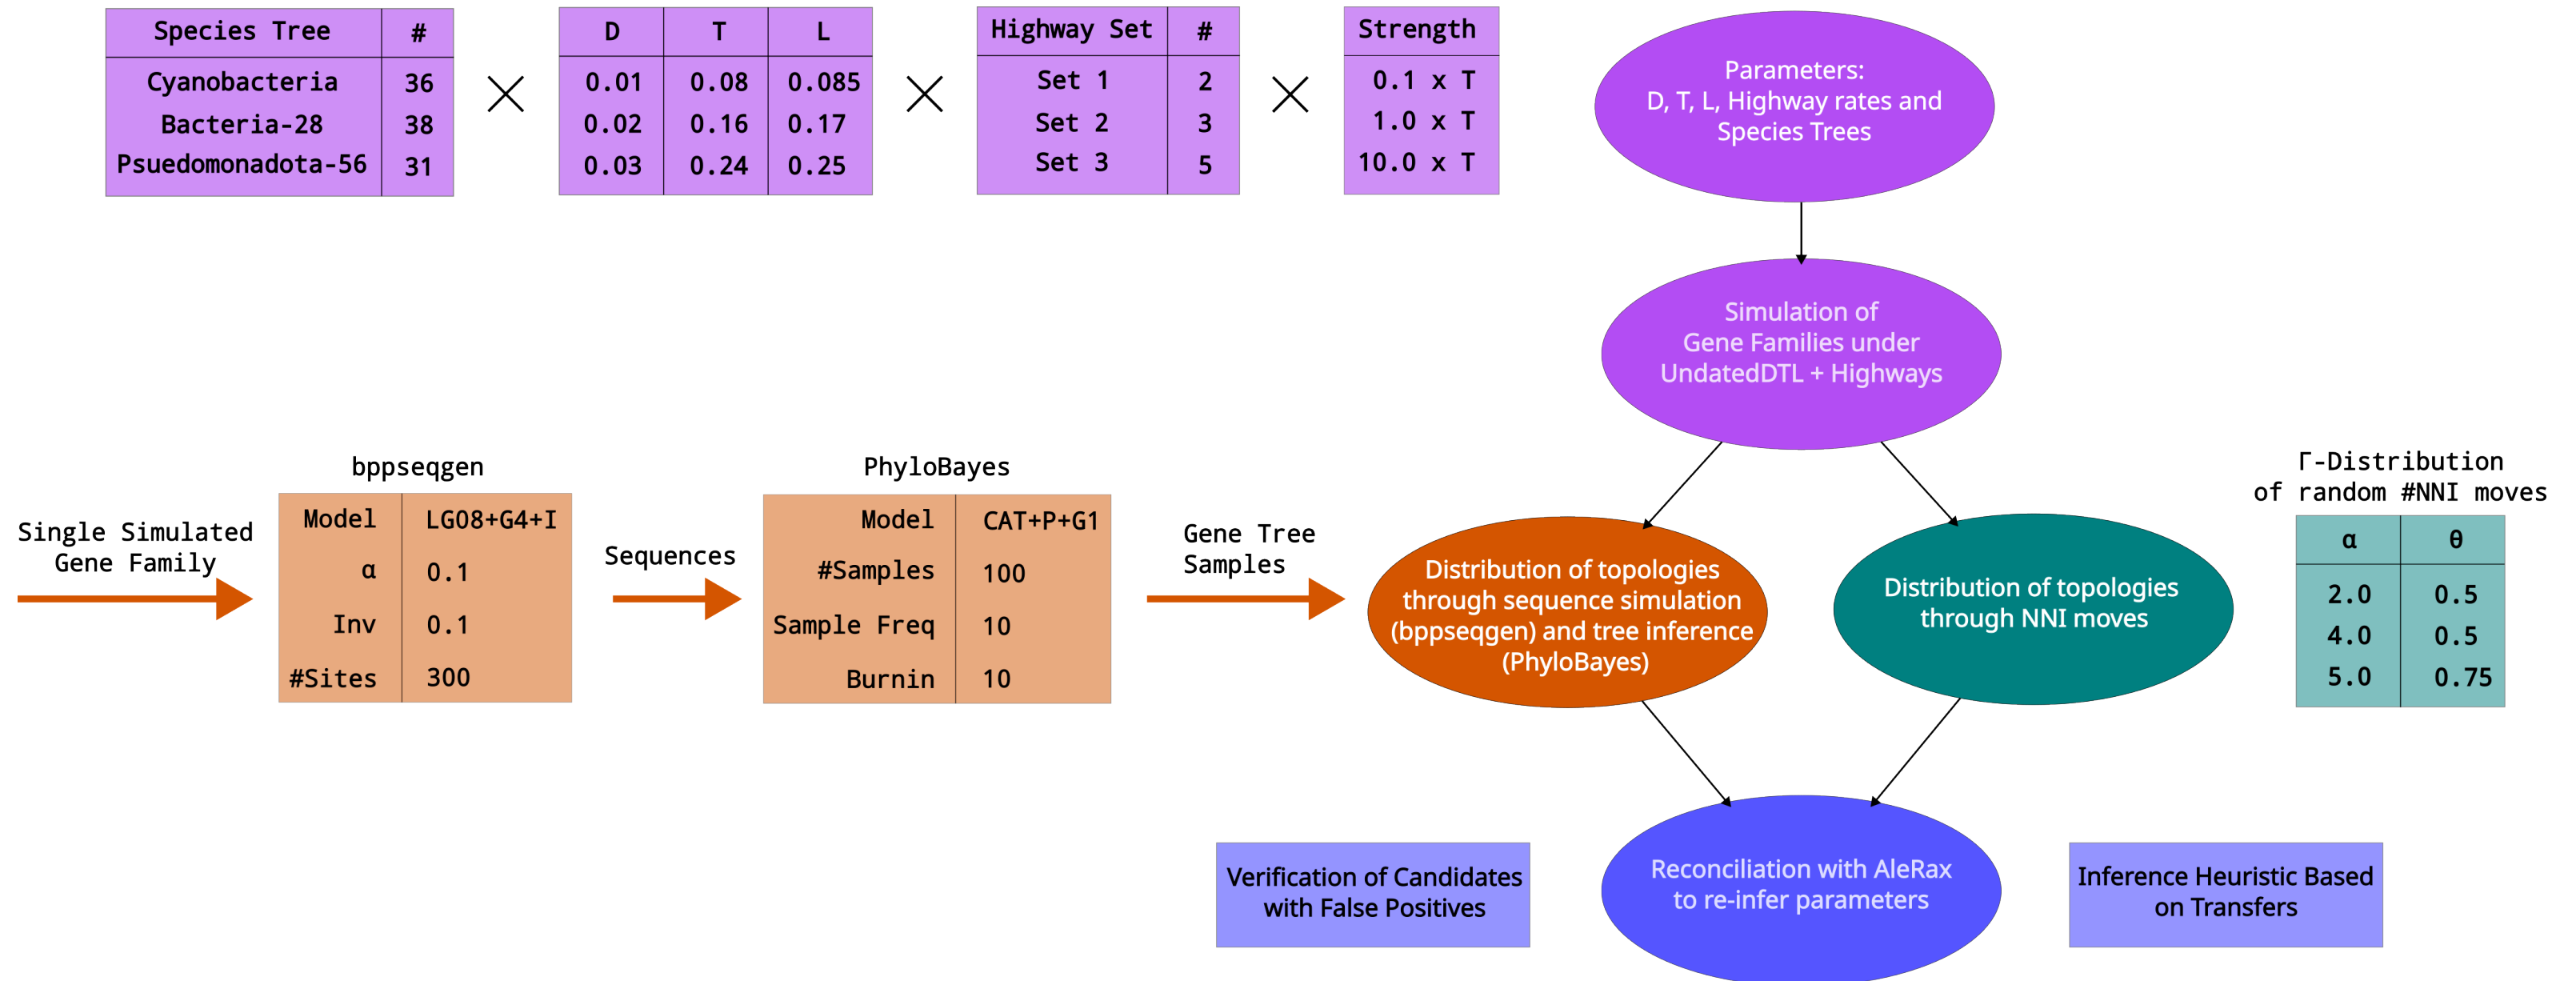 Species Tree #
Cyanobacteria 36
Bacteria-28 38
Psuedomonadota-56 31
D T L
0.01 0.08 0.085
0.02 0.16 0.17
0.03 0.24 0.25
Highway Set #
Set 1 2
Set 2 3
Set 3 5
Strength
0.1 x T
1.0 x T
10.0 x T
Parameters:
D, T, L, Highway rates and
Species Trees
Simulation of
Gene Families under
UndatedDTL + Highways
Single Simulated
Gene Family
bppseqgen
Model LG08+G4+I
α 0.1
Inv 0.1
#Sites 300
Sequences
PhyloBayes
Model CAT+P+G1
#Samples 100
Sample Freq 10
Burnin 10
Gene Tree
Samples
Distribution of topologies
through sequence simulation
(bppseqgen) and tree inference
(PhyloBayes)
Distribution of topologies
through NNI moves
Γ-Distribution
of random #NNI moves
α θ
2.0 0.5
4.0 0.5
5.0 0.75
Verification of Candidates
with False Positives
Reconciliation with AleRax
to re-infer parameters
Inference Heuristic Based
on Transfers